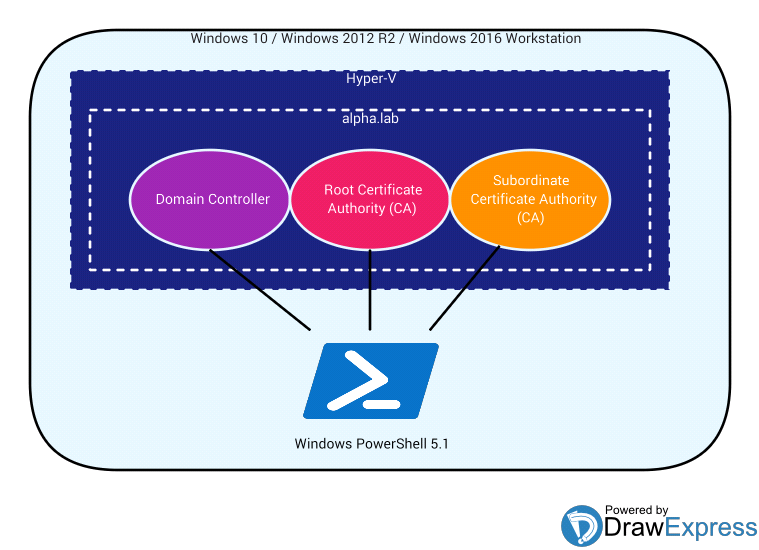 Windows 10 / Windows 2012 R2 / Windows 2016 Workstation
Hyper-V
alpha.lab
Domain Controller
Root Certificate
Authority (CA)
Subordinate
Certificate Authority
(CA)
Windows PowerShell 5.1
Powered by
DrawExpress